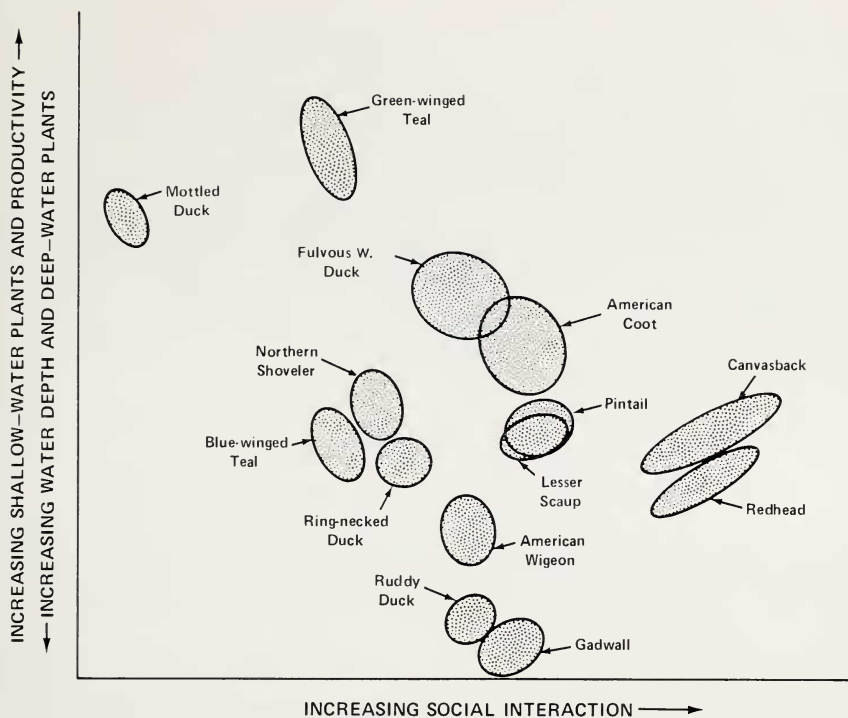 INCREASING SHALLOW—WATER PLANTS AND PRODUCTIVITY
INCREASING WATER DEPTH AND DEEP—WATER PLANTS
Green-winged
Teal
Mottled
Duck
Fulvous W.
Duck
American
Coot
Northern
Shoveler
Canvasback
Pintail
Blue-winged
Teal
Lesser
Scaup
Redhead
Ring-necked
Duck
American
Wigeon
Ruddy
Duck
Gadwall
INCREASING SOCIAL INTERACTION